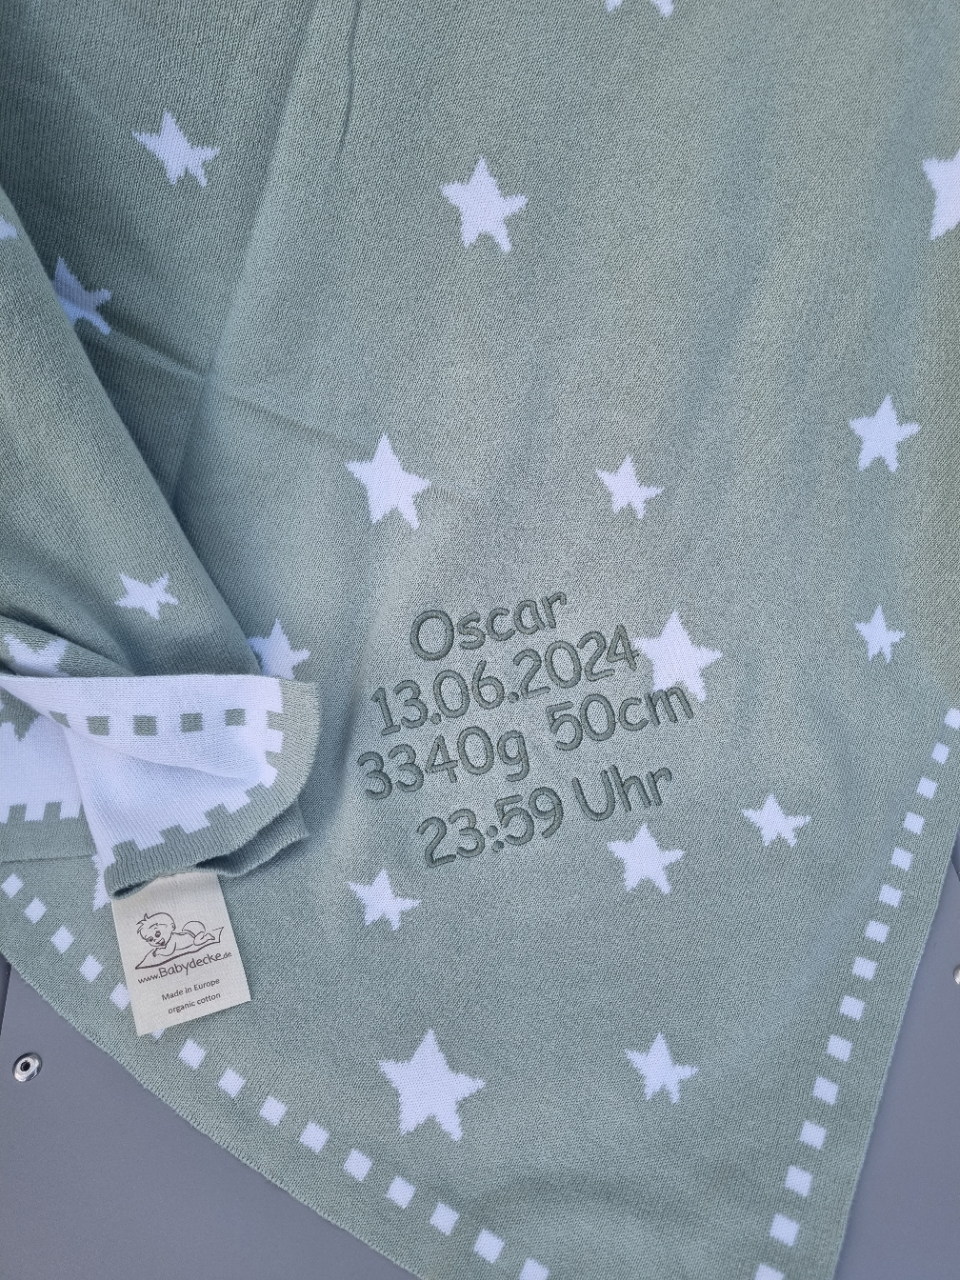 Oscar
13.06.2024
3340g 50cm
23:59 Uhr
www.Babydecke.de
Made in Europe
organic cotton